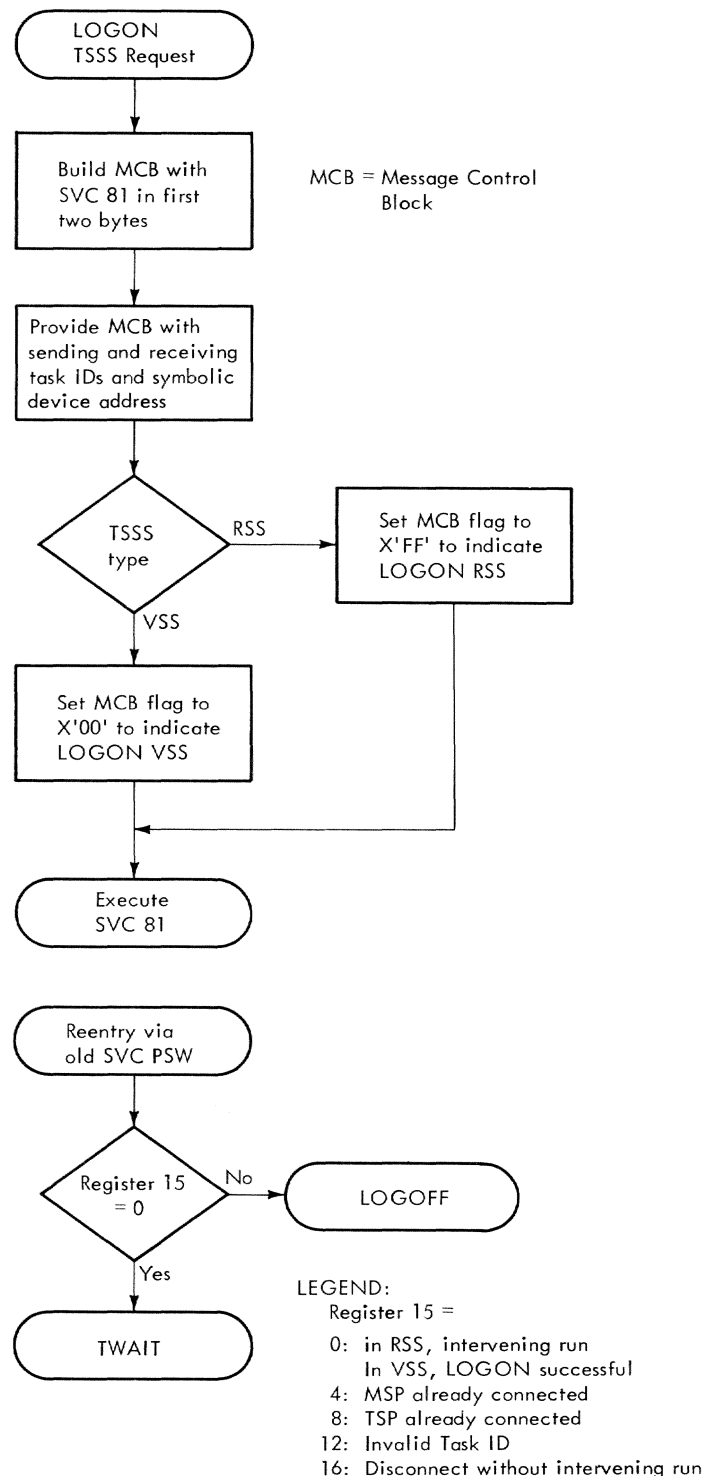 LOGON
TSSS Request
Build MCB with
SVC 81 in first
two bytes
MCB = Message Control
Block
Provide MCB with
sending and receiving
task IDs and symbolic
device address
TSSS
type
RSS
VSS
Set MCB flag to
X'FF' to indicate
LOGON RSS
Set MCB flag to
X'00' to indicate
LOGON VSS
Execute
SVC 81
Reentry via
old SVC PSW
Register 15
= 0
No
LOGOFF
Yes
TWAIT
LEGEND:
Register 15 =
0: in RSS, intervening run
In VSS, LOGON successful
4: MSP already connected
8: TSP already connected
12: Invalid Task ID
16: Disconnect without intervening run